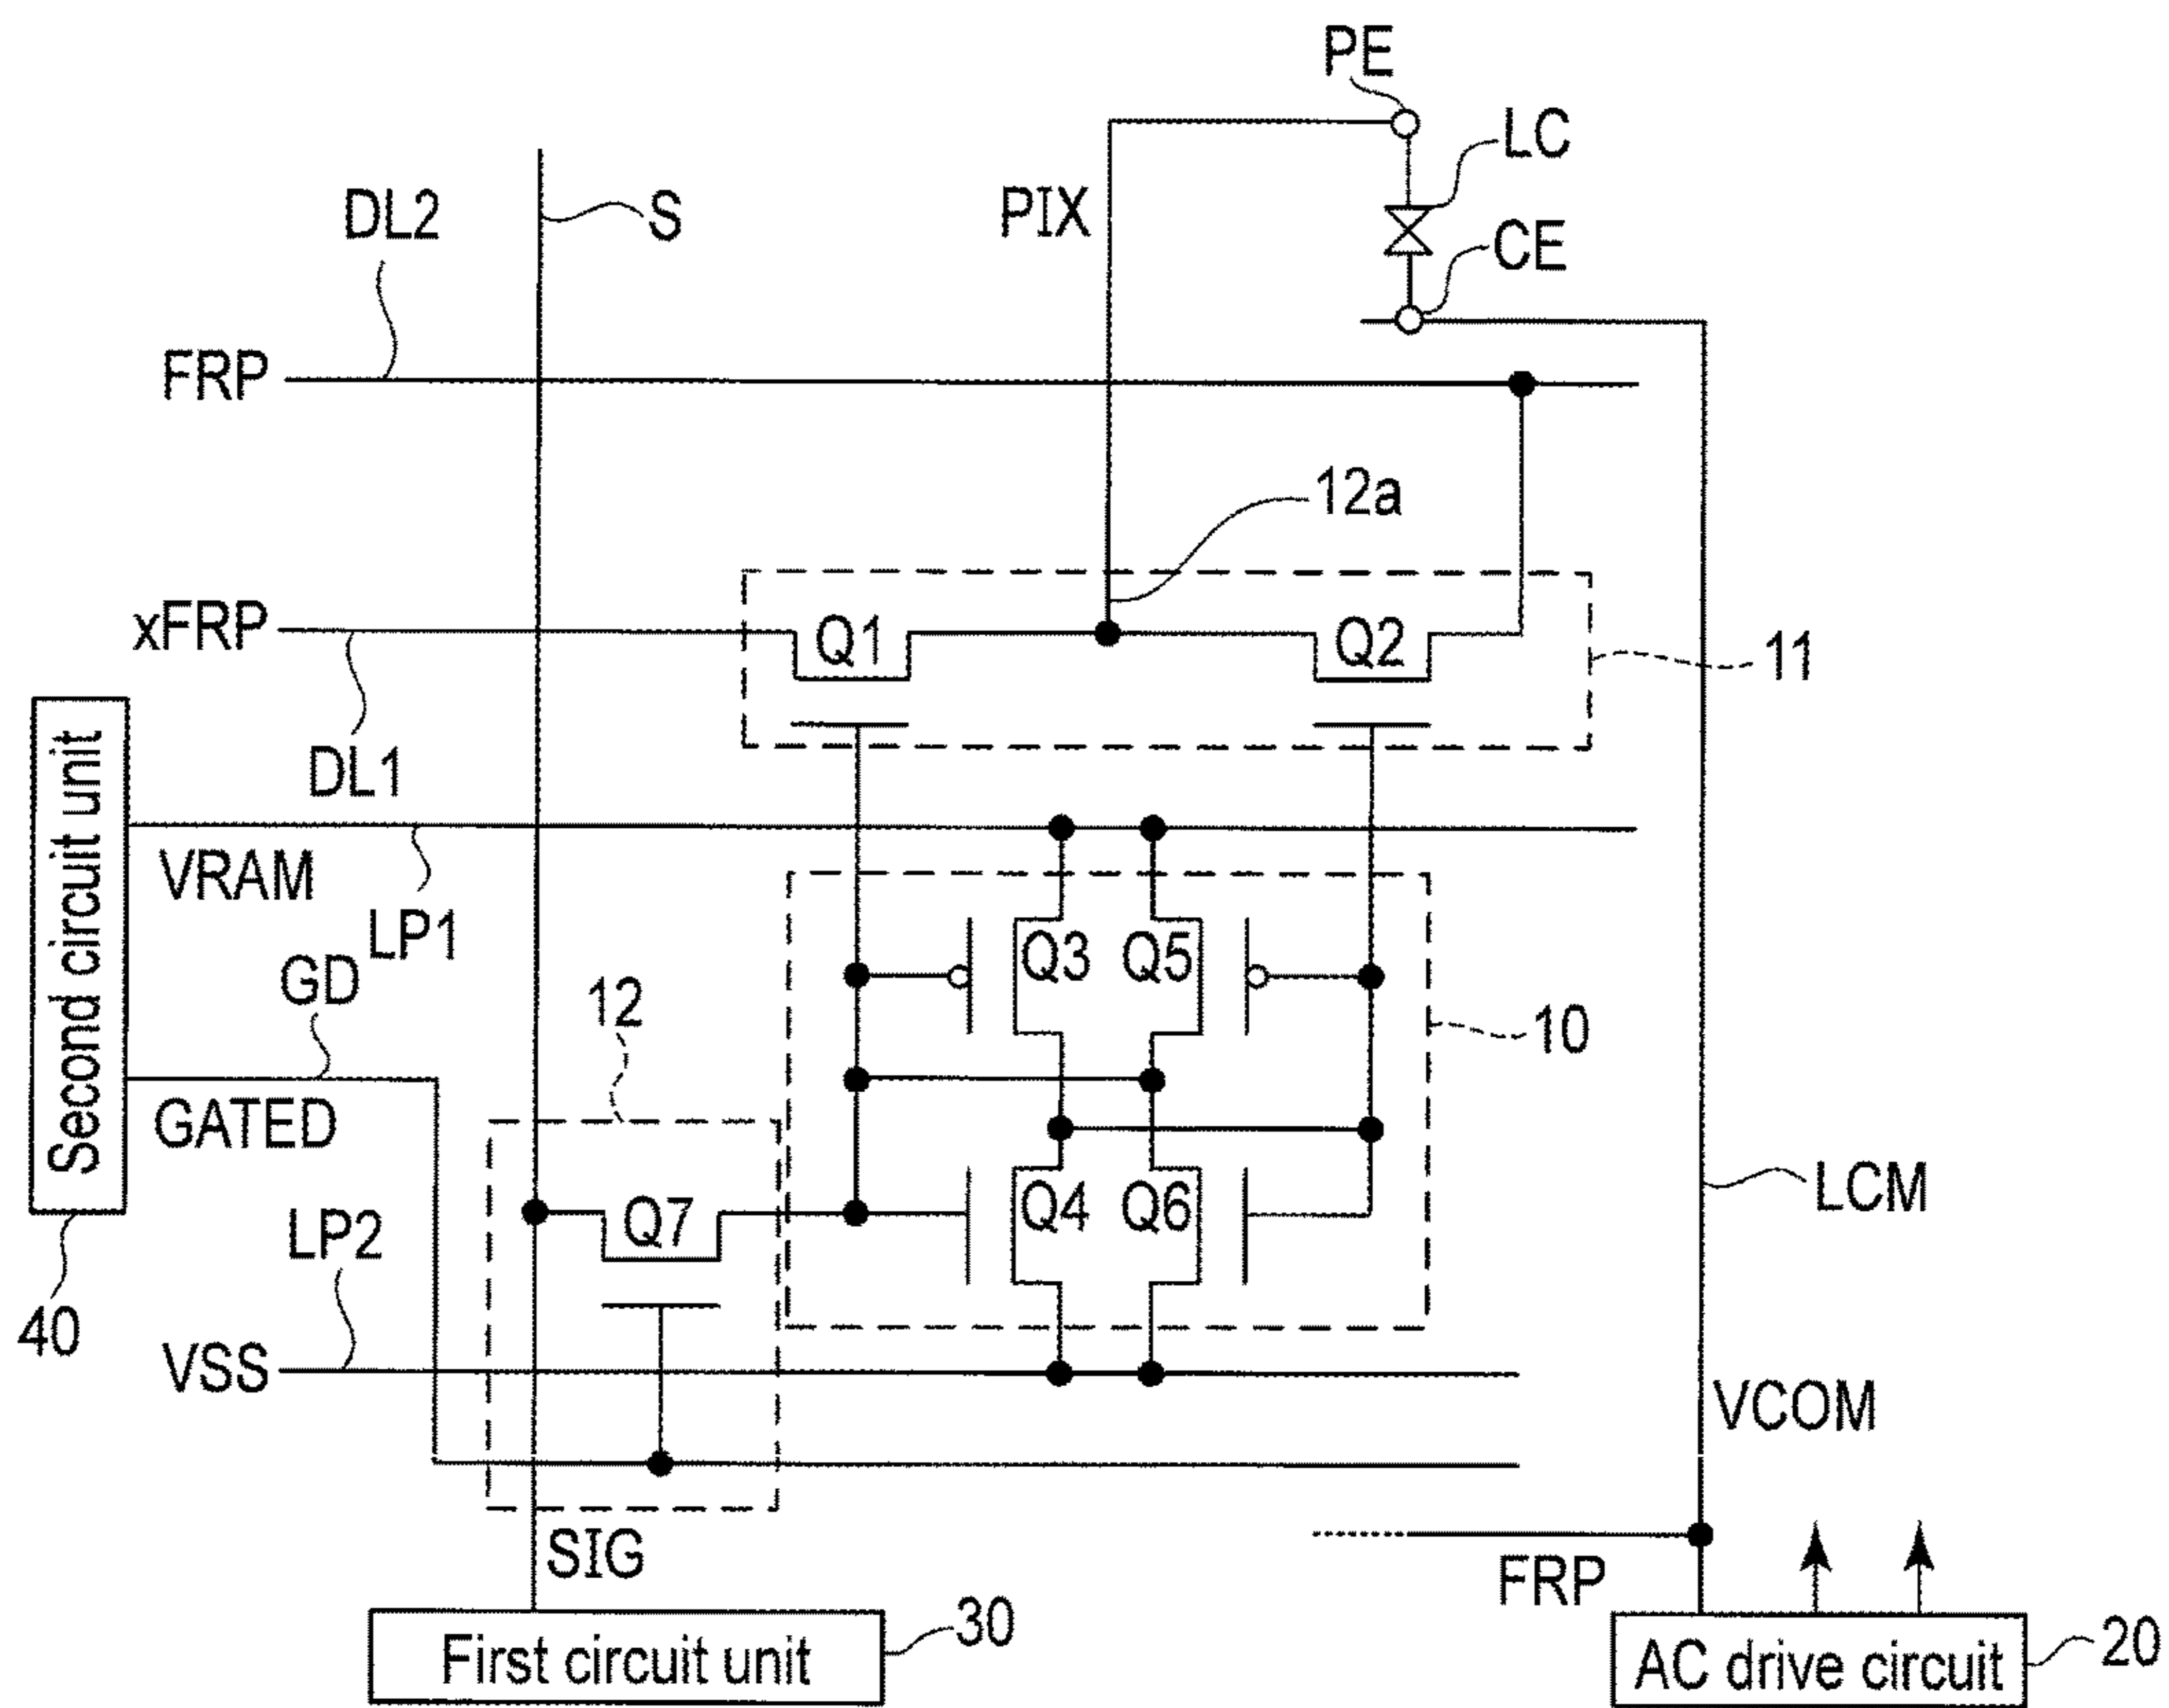 PE
LC
DL2
S
PIX
CE
FRP
12a
xFRP
Q1
Q2
11
DL1
Second circuit unit
VRAM
LP1
Q3
Q5
GD
12
10
GATED
Q7
Q4
Q6
LCM
LP2
40
VSS
VCOM
SIG
FRP
First circuit unit
30
AC drive circuit
20